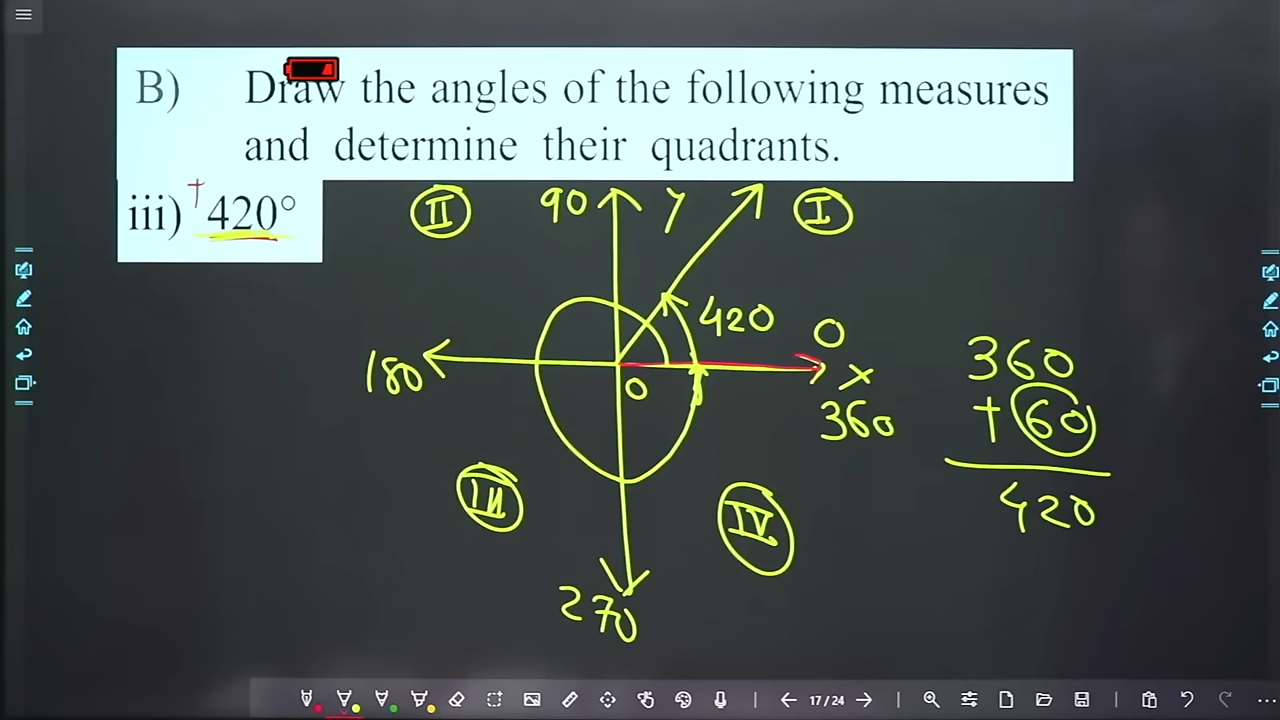 B) Draw the angles of the following measures
and determine their quadrants.
iii) +420°
II 90 Y I
420
0
180 O X
360
III IV
270
360
+ 60
420
17/24